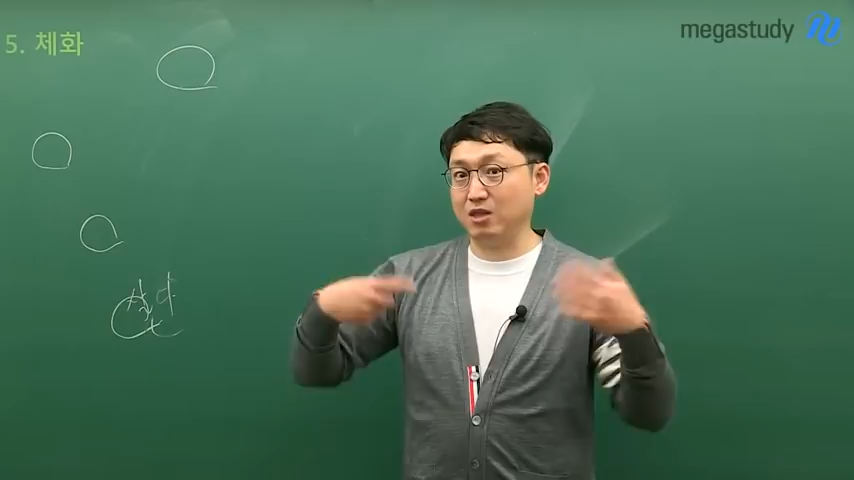 megastudy
5. 체화